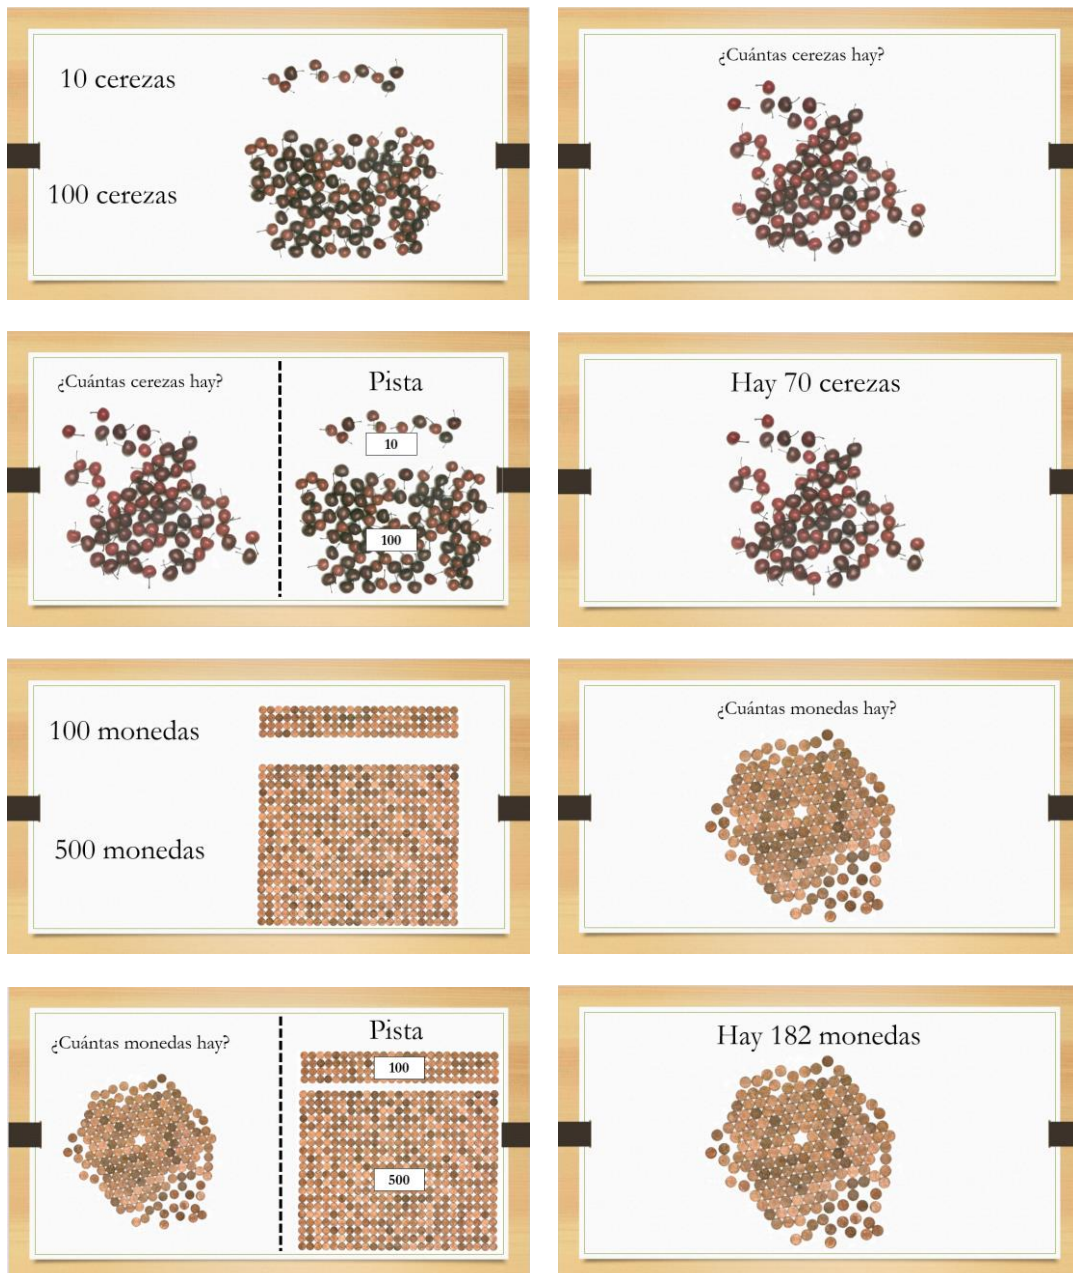 10 cerezas
100 cerezas
¿Cuántas cerezas hay?
¿Cuántas cerezas hay?
Pista
10
100
Hay 70 cerezas
100 monedas
500 monedas
¿Cuántas monedas hay?
¿Cuántas monedas hay?
Pista
100
500
Hay 182 monedas